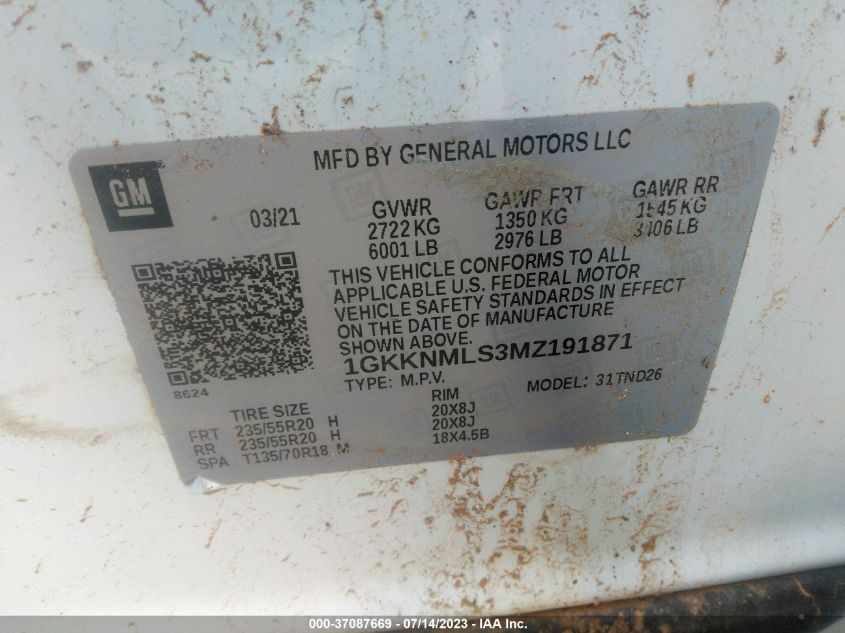 MFD BY GENERAL MOTORS LLC
GM
03/21
GVWR GAWR FRT GAWR RR
2722 KG 1350 KG 1545 KG
6001 LB 2976 LB 3406 LB
THIS VEHICLE CONFORMS TO ALL
APPLICABLE U.S. FEDERAL MOTOR
VEHICLE SAFETY STANDARDS IN EFFECT
ON THE DATE OF MANUFACTURE
SHOWN ABOVE.
1GKKNMLS3MZ191871
8624
TYPE: M.P.V. MODEL: 31TND26
TIRE SIZE RIM
FRT 235/55R20 H 20X8J
RR 235/55R20 H 20X8J
SPA T135/70R18 M 18X4.5B
000-37087669 - 07/14/2023 - IAA Inc.